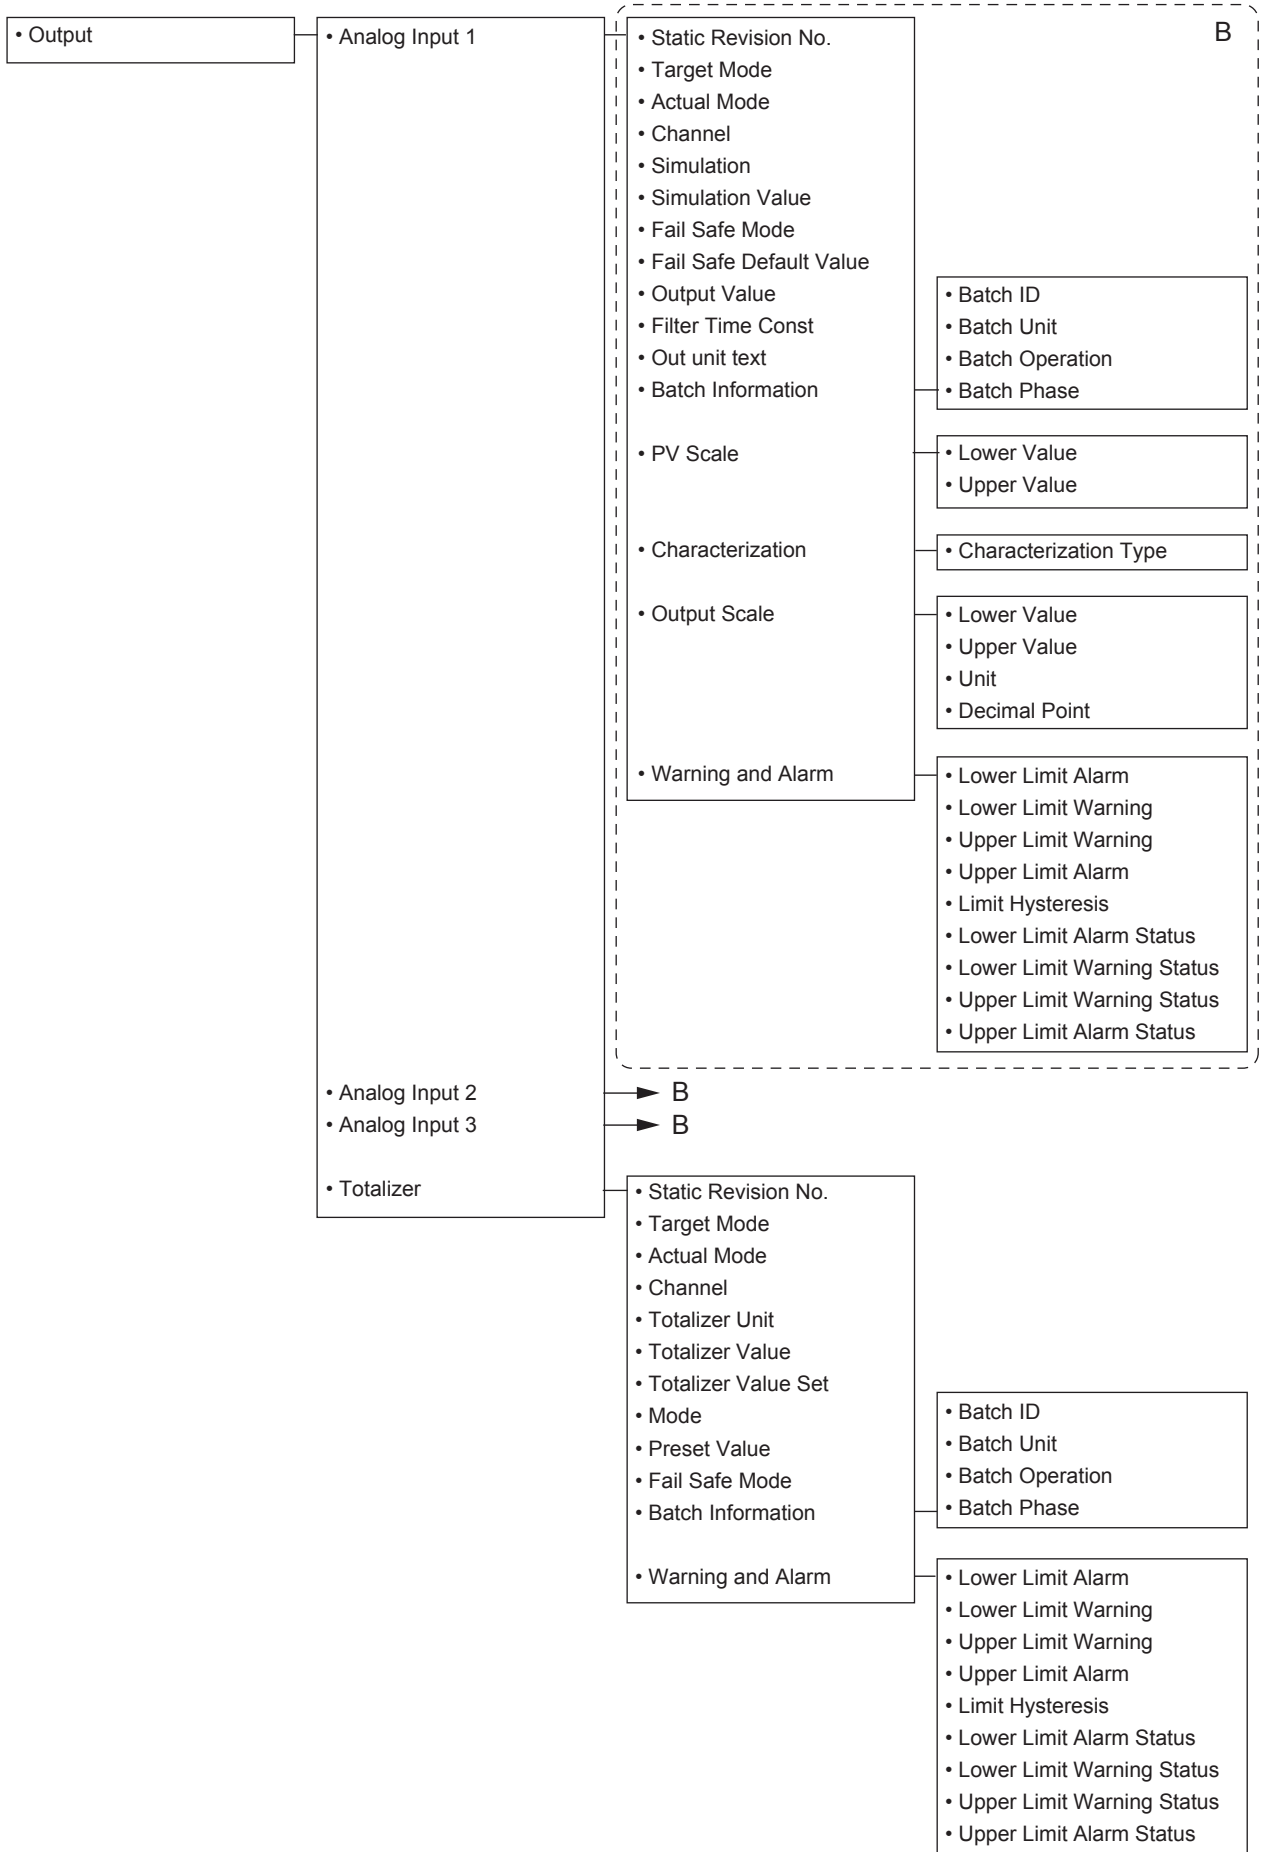 • Output
• Analog Input 1
B
• Static Revision No.
• Target Mode
• Actual Mode
• Channel
• Simulation
• Simulation Value
• Fail Safe Mode
• Fail Safe Default Value
• Output Value
• Filter Time Const
• Out unit text
• Batch Information
• Batch ID
• Batch Unit
• Batch Operation
• Batch Phase
• PV Scale
• Lower Value
• Upper Value
• Characterization
• Characterization Type
• Output Scale
• Lower Value
• Upper Value
• Unit
• Decimal Point
• Warning and Alarm
• Lower Limit Alarm
• Lower Limit Warning
• Upper Limit Warning
• Upper Limit Alarm
• Limit Hysteresis
• Lower Limit Alarm Status
• Lower Limit Warning Status
• Upper Limit Warning Status
• Upper Limit Alarm Status
• Analog Input 2
B
• Analog Input 3
B
• Totalizer
• Static Revision No.
• Target Mode
• Actual Mode
• Channel
• Totalizer Unit
• Totalizer Value
• Totalizer Value Set
• Mode
• Preset Value
• Fail Safe Mode
• Batch Information
• Batch ID
• Batch Unit
• Batch Operation
• Batch Phase
• Warning and Alarm
• Lower Limit Alarm
• Lower Limit Warning
• Upper Limit Warning
• Upper Limit Alarm
• Limit Hysteresis
• Lower Limit Alarm Status
• Lower Limit Warning Status
• Upper Limit Warning Status
• Upper Limit Alarm Status